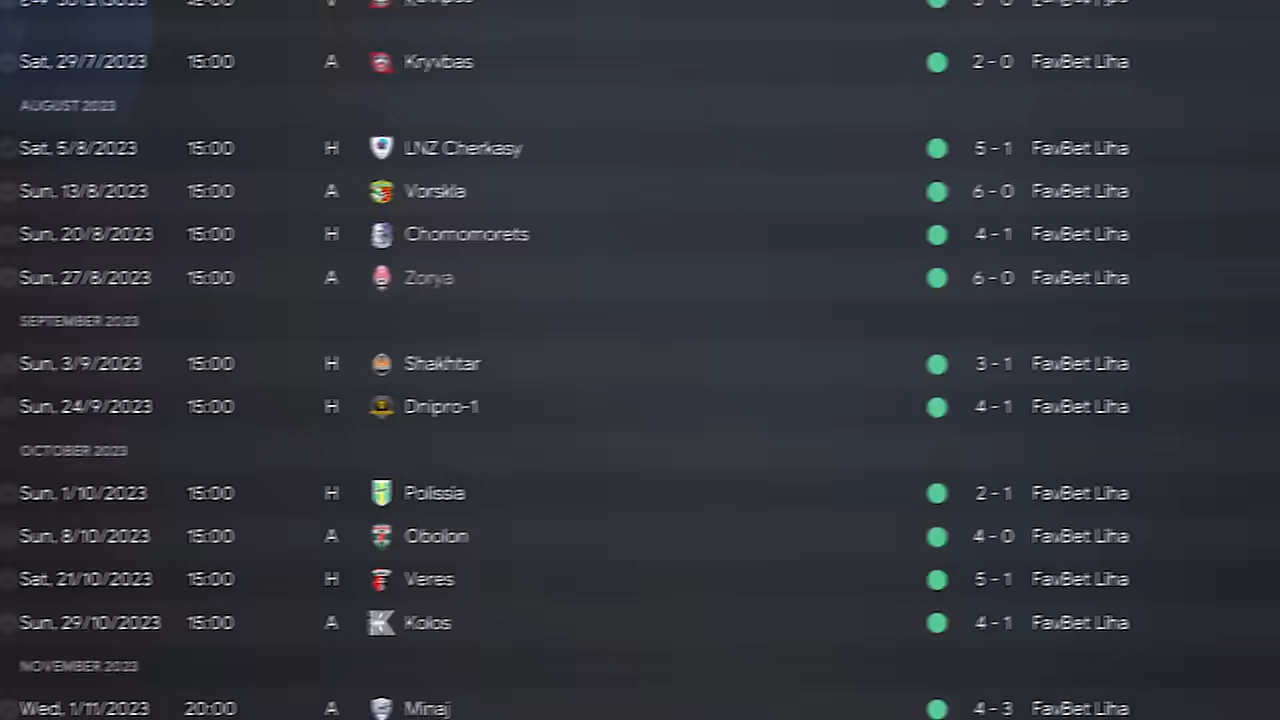 Sat, 29/7/2023 15:00 A Kryvbas 2 - 0 FavBet Liha
AUGUST 2023
Sat, 5/8/2023 15:00 H LNZ Cherkasy 5 - 1 FavBet Liha
Sun, 13/8/2023 15:00 A Vorskla 6 - 0 FavBet Liha
Sun, 20/8/2023 15:00 H Chornomorets 4 - 1 FavBet Liha
Sun, 27/8/2023 15:00 A Zorya 6 - 0 FavBet Liha
SEPTEMBER 2023
Sun, 3/9/2023 15:00 H Shakhtar 3 - 1 FavBet Liha
Sun, 24/9/2023 15:00 H Dnipro-1 4 - 1 FavBet Liha
OCTOBER 2023
Sun, 1/10/2023 15:00 H Polissia 2 - 1 FavBet Liha
Sun, 8/10/2023 15:00 A Obolon 4 - 0 FavBet Liha
Sat, 21/10/2023 15:00 H Veres 5 - 1 FavBet Liha
Sun, 29/10/2023 15:00 A Kolos 4 - 1 FavBet Liha
NOVEMBER 2023
Wed, 1/11/2023 20:00 A Minaj 4 - 3 FavBet Liha